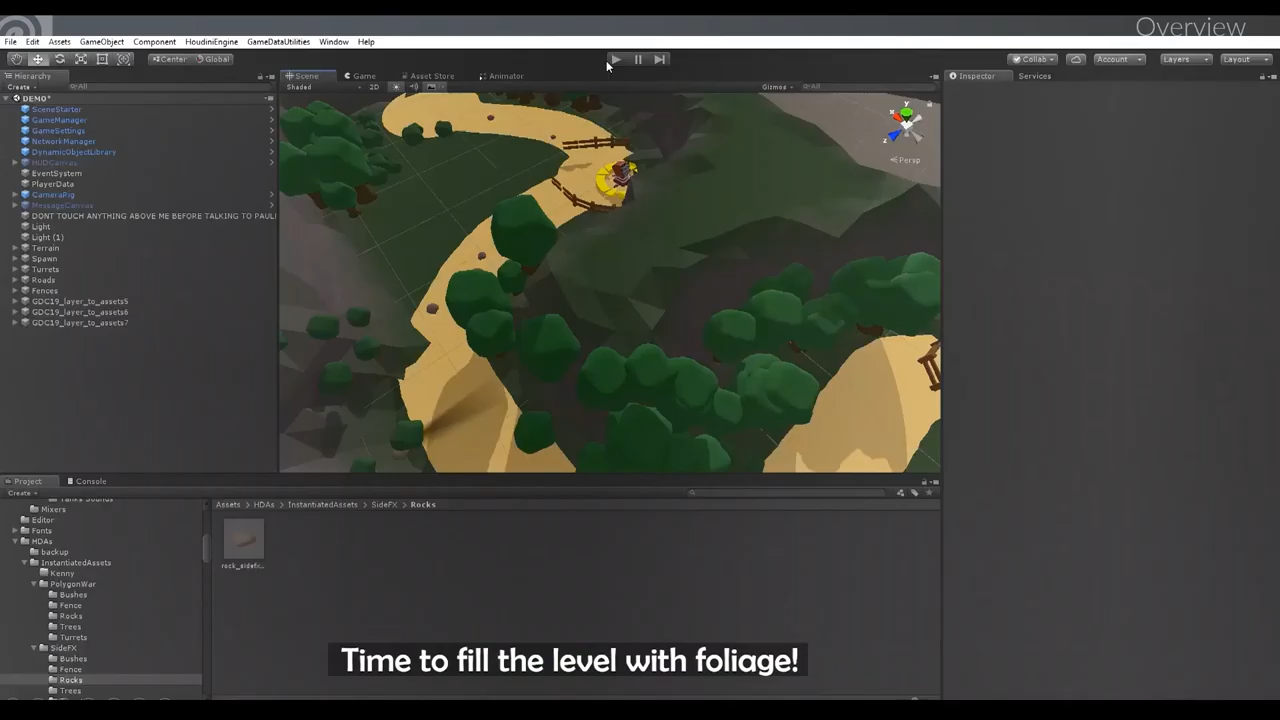 Overview
File Edit Assets GameObject Component HoudiniEngine GameDataUtilities Window Help
Center Global Collab Account Layers Layout
Hierarchy Scene Game Asset Store Animator Inspector Services
Create All Shaded 2D Gizmos All
DEMO*
SceneStarter
GameManager
GameSettings
NetworkManager
DynamicObjectLibrary
HUDCanvas
EventSystem
PlayerData
CameraRig
MessageCanvas
DONT TOUCH ANYTHING ABOVE ME BEFORE TALKING TO PAUL
Light
Light (1)
Terrain
Spawn
Turrets
Roads
Fences
GDC19_layer_to_assets5
GDC19_layer_to_assets6
GDC19_layer_to_assets7
y
x
z
Persp
Project Console
Create
Mixers
Editor
Fonts
HDAs
backup
InstantiatedAssets
Kenny
PolygonWar
Bushes
Fence
Rocks
Trees
Turrets
SideFX
Bushes
Fence
Rocks
Trees
Assets HDAs InstantiatedAssets SideFX Rocks
rock_sidefx...
Time to fill the level with foliage!